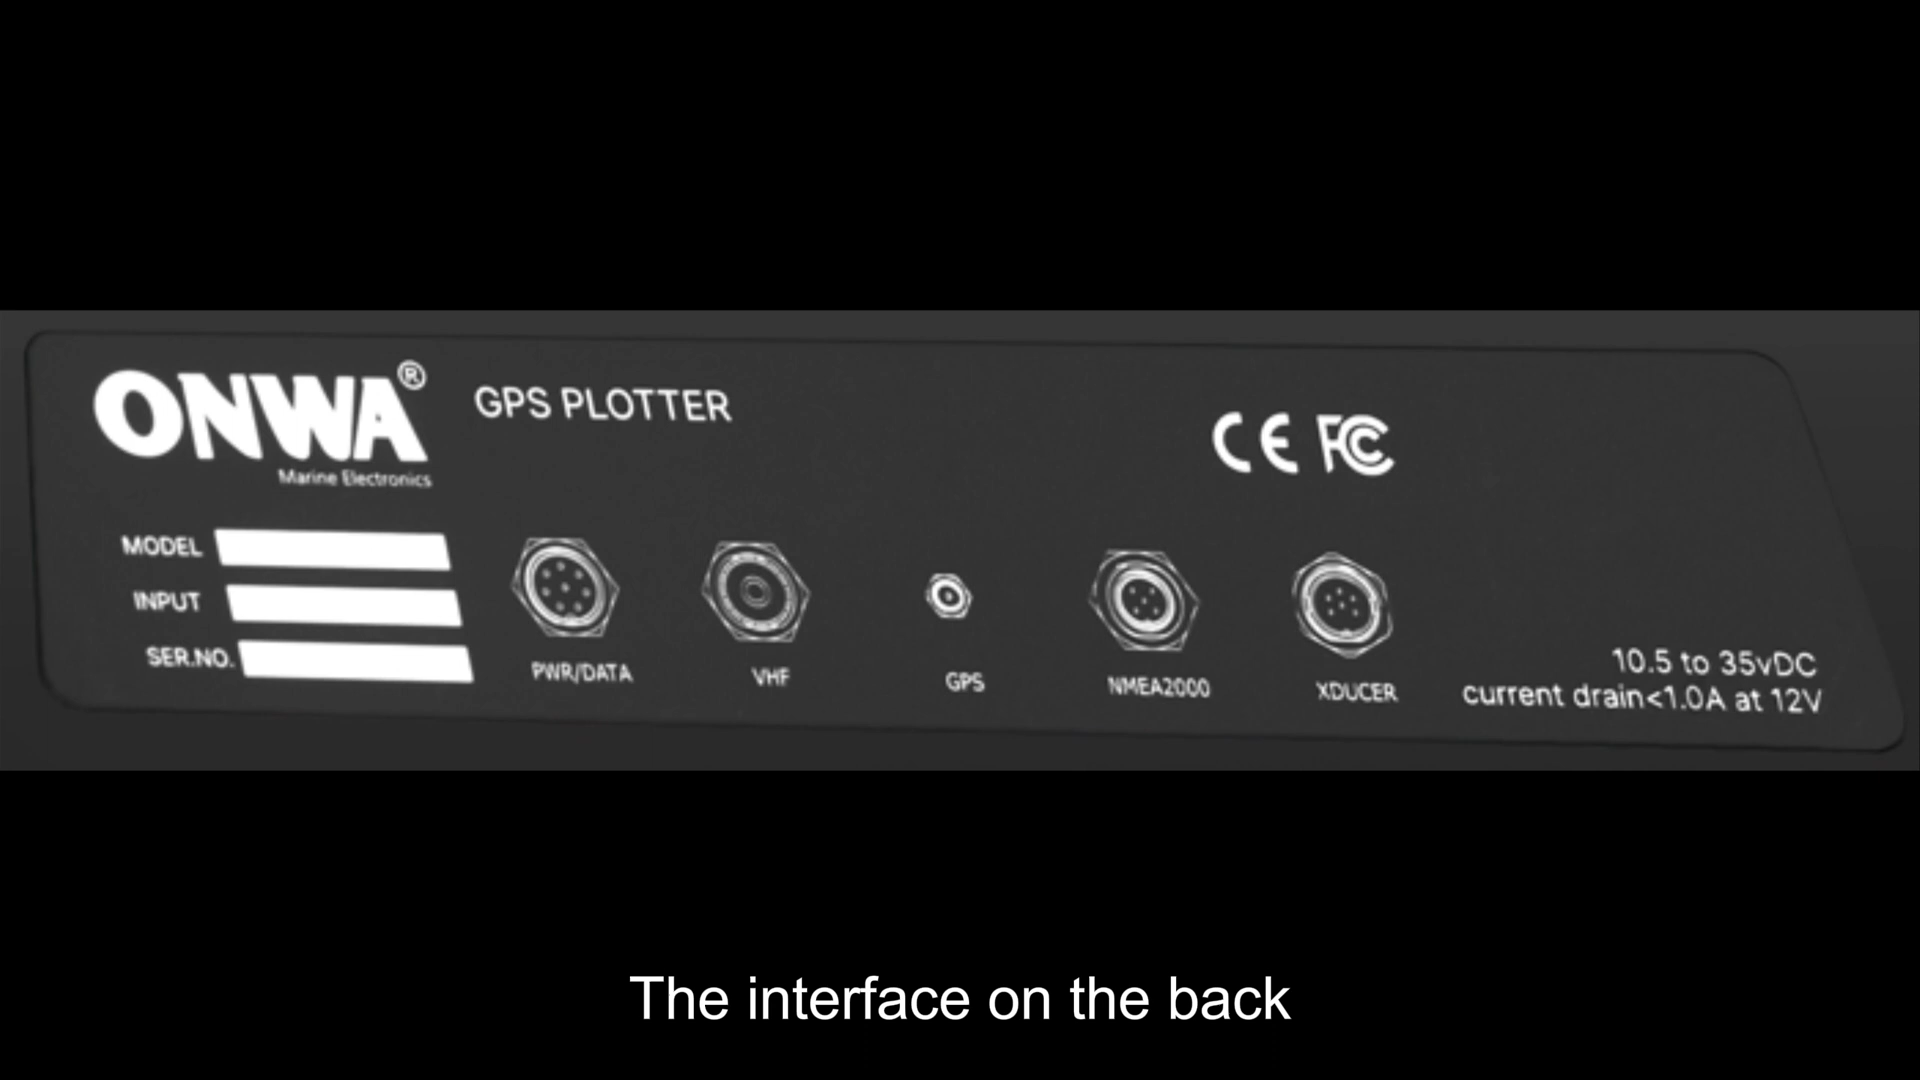 ONWA®
Marine Electronics
GPS PLOTTER
CE FC
MODEL
INPUT
SER.NO.
PWR/DATA
VHF
GPS
NMEA2000
XDUCER
10.5 to 35vDC
current drain<1.0A at 12V
The interface on the back